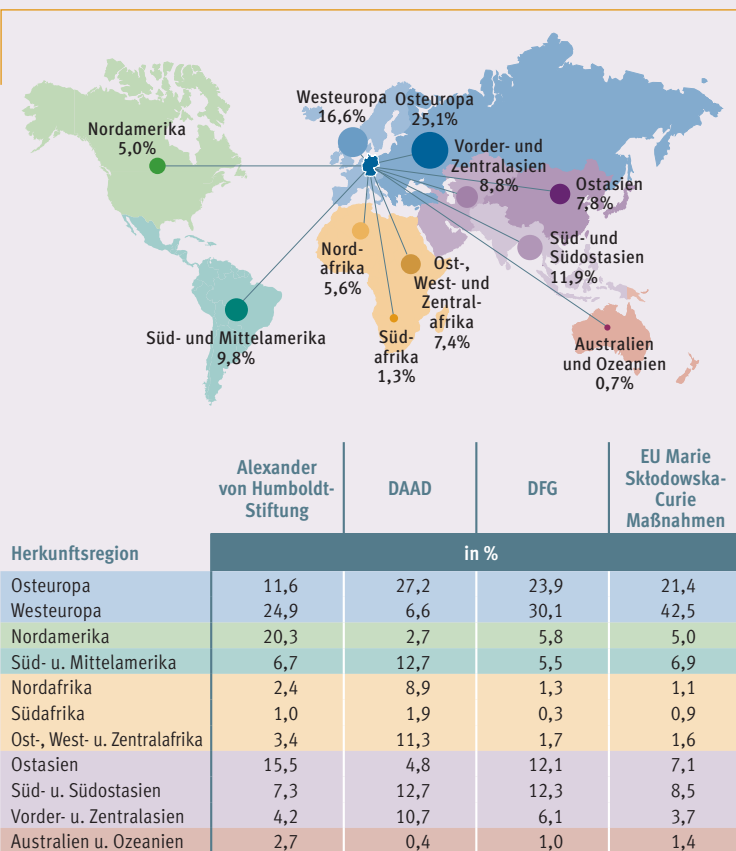 Westeuropa
16,6%
Osteuropa
25,1%
Nordamerika
5,0%
Vorder- und
Zentralasien
8,8%
Ostasien
7,8%
Nord-
afrika
5,6%
Ost-,
West- und
Zentral-
afrika
7,4%
Süd- und
Südostasien
11,9%
Süd- und Mittelamerika
9,8%
Süd-
afrika
1,3%
Australien
und Ozeanien
0,7%
Alexander
von Humboldt-
Stiftung
DAAD
DFG
EU Marie
Skłodowska-
Curie
Maßnahmen
Herkunftsregion
in %
Osteuropa 11,6 27,2 23,9 21,4
Westeuropa 24,9 6,6 30,1 42,5
Nordamerika 20,3 2,7 5,8 5,0
Süd- u. Mittelamerika 6,7 12,7 5,5 6,9
Nordafrika 2,4 8,9 1,3 1,1
Südafrika 1,0 1,9 0,3 0,9
Ost-, West- u. Zentralafrika 3,4 11,3 1,7 1,6
Ostasien 15,5 4,8 12,1 7,1
Süd- u. Südostasien 7,3 12,7 12,3 8,5
Vorder- u. Zentralasien 4,2 10,7 6,1 3,7
Australien u. Ozeanien 2,7 0,4 1,0 1,4